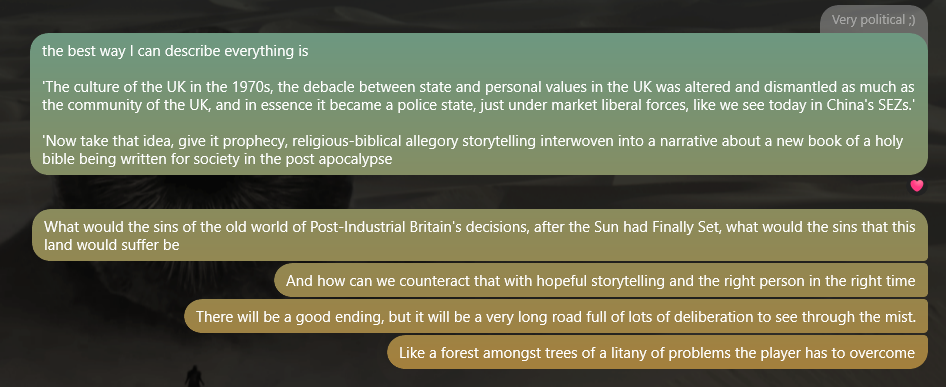 Very political ;)
the best way I can describe everything is
'The culture of the UK in the 1970s, the debacle between state and personal values in the UK was altered and dismantled as much as
the community of the UK, and in essence it became a police state, just under market liberal forces, like we see today in China's SEZs.'
'Now take that idea, give it prophecy, religious-biblical allegory storytelling interwoven into a narrative about a new book of a holy
bible being written for society in the post apocalypse
What would the sins of the old world of Post-Industrial Britain's decisions, after the Sun had Finally Set, what would the sins that this
land would suffer be
And how can we counteract that with hopeful storytelling and the right person in the right time
There will be a good ending, but it will be a very long road full of lots of deliberation to see through the mist.
Like a forest amongst trees of a litany of problems the player has to overcome